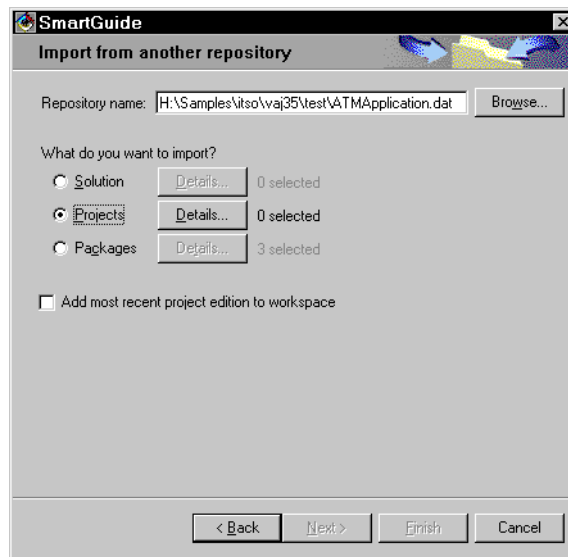 SmartGuide
Import from another repository
Repository name: H:\Samples\itso\vaj35\test\ATMApplication.dat Browse...
What do you want to import?
Solution Details... 0 selected
Projects Details... 0 selected
Packages Details... 3 selected
Add most recent project edition to workspace
< Back Next > Finish Cancel